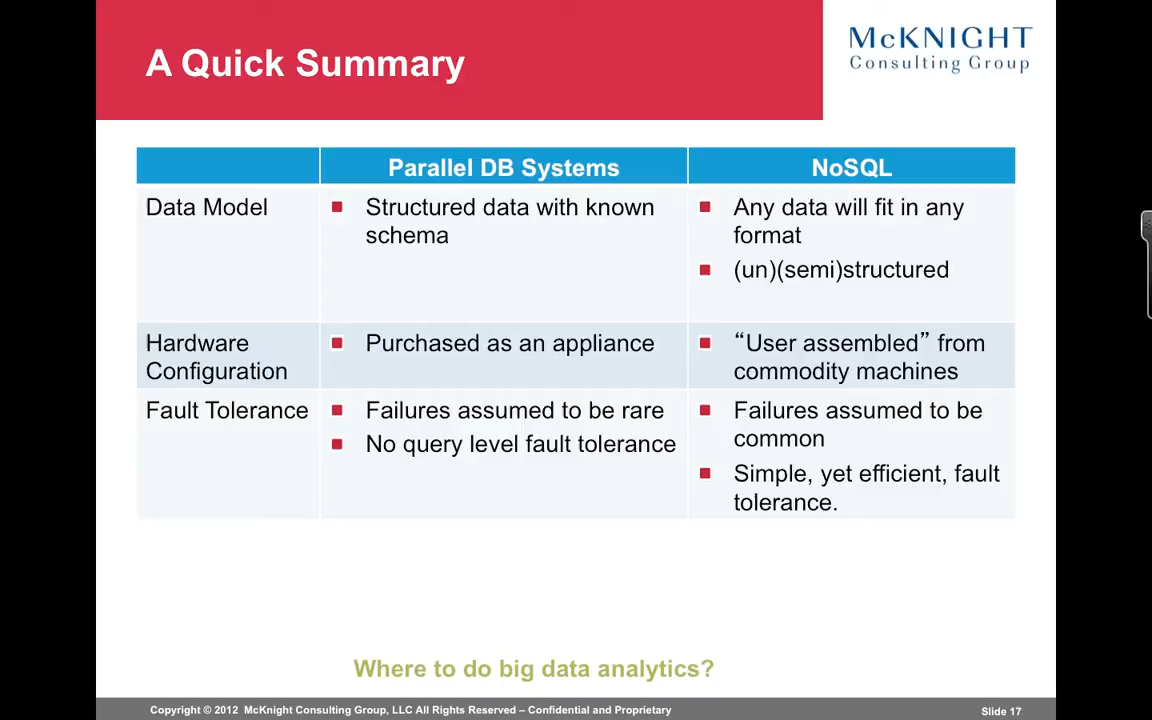 A Quick Summary
McKNIGHT
Consulting Group
Parallel DB Systems
NoSQL
Data Model
Structured data with known
schema
Any data will fit in any
format
(un)(semi)structured
Hardware
Configuration
Purchased as an appliance
“User assembled” from
commodity machines
Fault Tolerance
Failures assumed to be rare
No query level fault tolerance
Failures assumed to be
common
Simple, yet efficient, fault
tolerance.
Where to do big data analytics?
Copyright © 2012 McKnight Consulting Group, LLC All Rights Reserved – Confidential and Proprietary
Slide 17